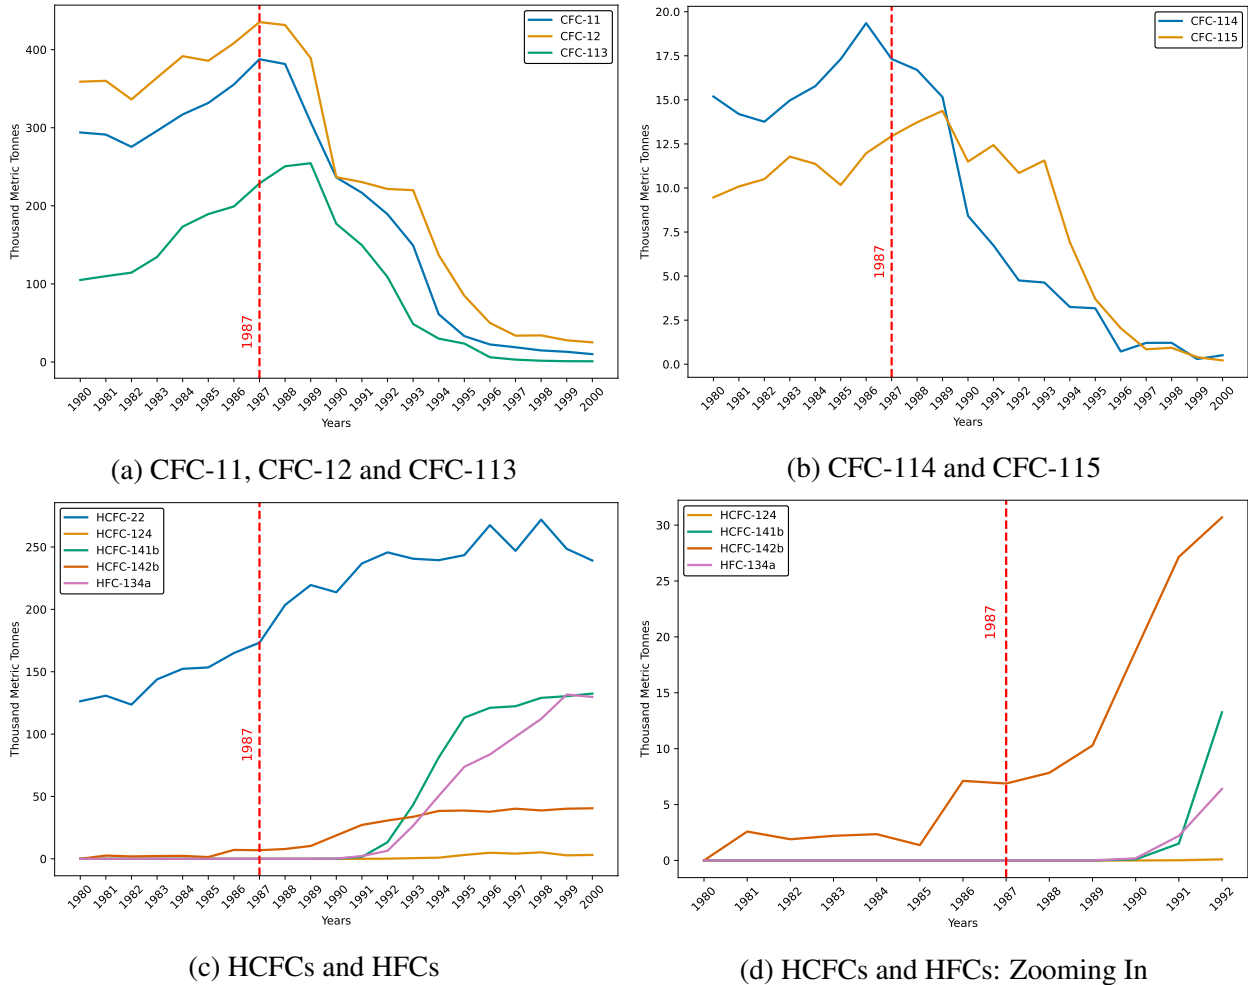 Thousand Metric Tonnes
400
300
200
100
0
CFC-11
CFC-12
CFC-113
1987
1980 1981 1982 1983 1984 1985 1986 1987 1988 1989 1990 1991 1992 1993 1994 1995 1996 1997 1998 1999 2000
Years
(a) CFC-11, CFC-12 and CFC-113
Thousand Metric Tonnes
20.0
17.5
15.0
12.5
10.0
7.5
5.0
2.5
0.0
CFC-114
CFC-115
1987
1980 1981 1982 1983 1984 1985 1986 1987 1988 1989 1990 1991 1992 1993 1994 1995 1996 1997 1998 1999 2000
Years
(b) CFC-114 and CFC-115
Thousand Metric Tonnes
250
200
150
100
50
0
HCFC-22
HCFC-124
HCFC-141b
HCFC-142b
HFC-134a
1987
1980 1981 1982 1983 1984 1985 1986 1987 1988 1989 1990 1991 1992 1993 1994 1995 1996 1997 1998 1999 2000
Years
(c) HCFCs and HFCs
Thousand Metric Tonnes
30
25
20
15
10
5
0
HCFC-124
HCFC-141b
HCFC-142b
HFC-134a
1987
1980 1981 1982 1983 1984 1985 1986 1987 1988 1989 1990 1991 1992
Years
(d) HCFCs and HFCs: Zooming In